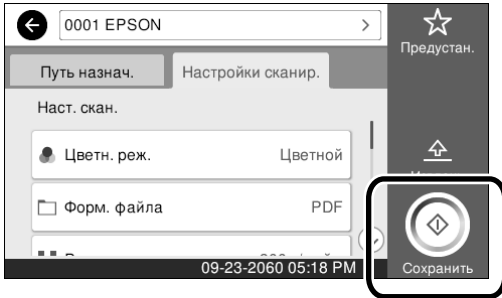 0001 EPSON
Предустан.
Путь назнач.
Настройки сканир.
Наст. скан.
Цветн. реж.
Цветной
Форм. файла
PDF
09-23-2060 05:18 PM
Сохранить